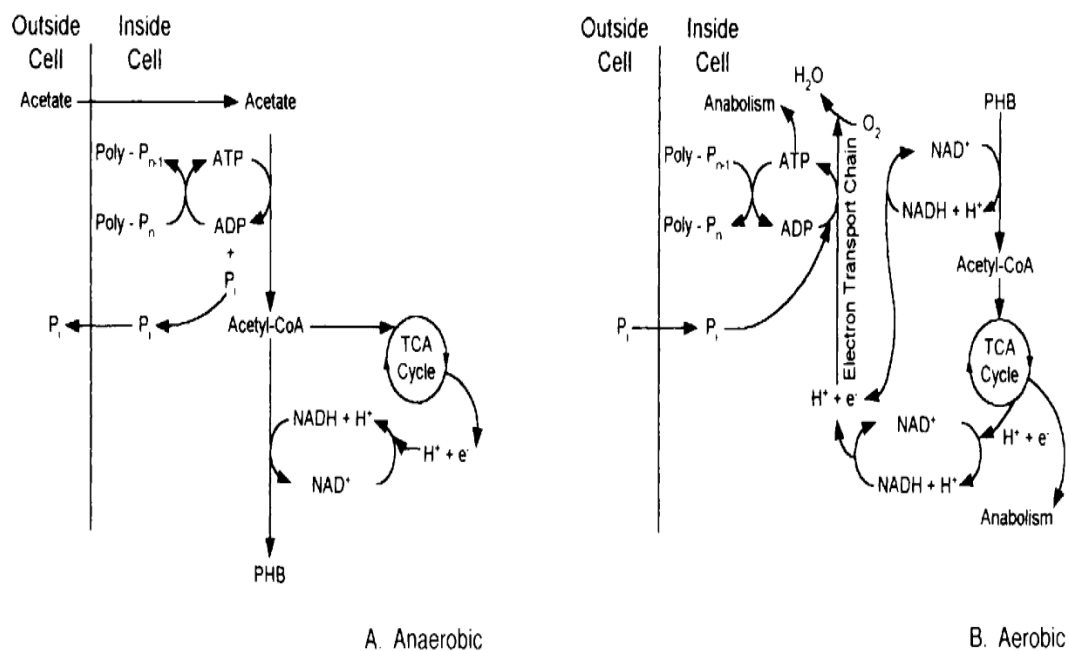 Outside Cell
Inside Cell
Acetate
Acetate
Poly - Pn-1
ATP
Poly - Pn
ADP
+
Pi
Pi
Pi
Acetyl-CoA
TCA Cycle
NADH + H+
H+ + e-
NAD+
PHB
A. Anaerobic
Outside Cell
Inside Cell
H2O
Anabolism
O2
PHB
Poly - Pn-1
ATP
NAD+
Poly - Pn
ADP
Electron Transport Chain
NADH + H+
Acetyl-CoA
Pi
Pi
TCA Cycle
H+ + e-
NAD+
H+ + e-
NADH + H+
Anabolism
B. Aerobic